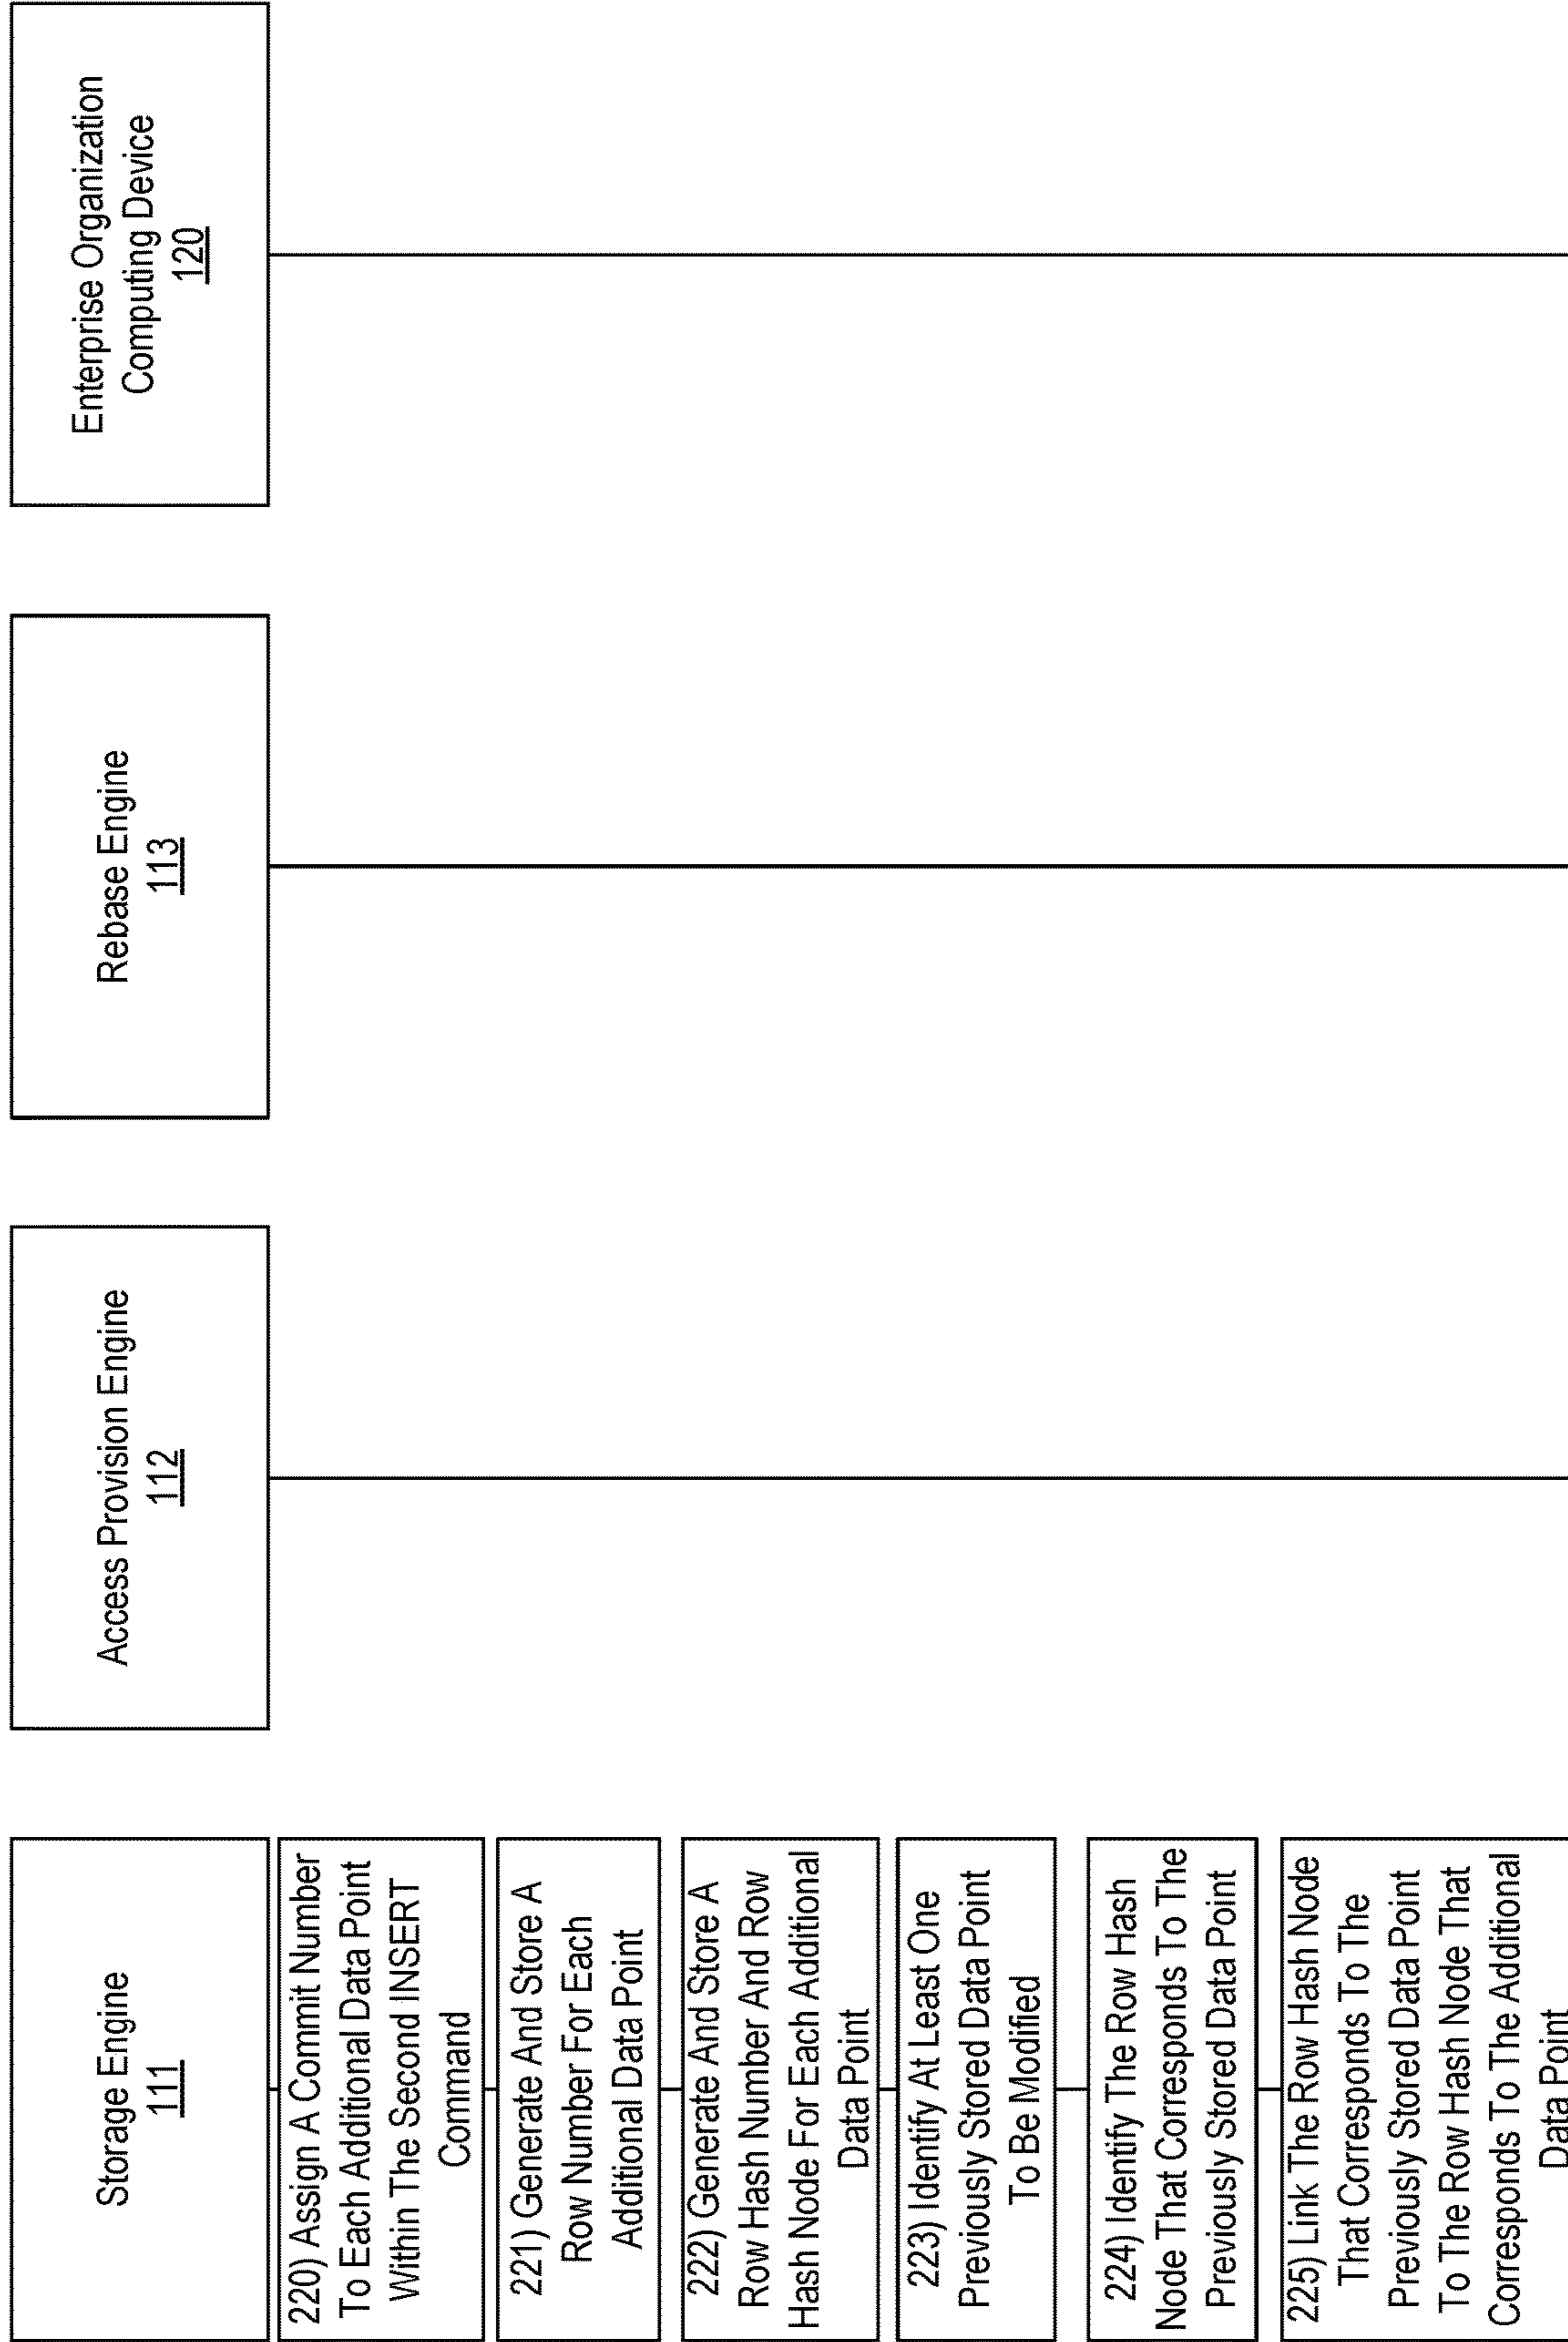 Storage Engine
111
Access Provision Engine
112
Rebase Engine
113
Enterprise Organization
Computing Device
120
220) Assign A Commit Number
To Each Additional Data Point
Within The Second INSERT
Command
221) Generate And Store A
Row Number For Each
Additional Data Point
222) Generate And Store A
Row Hash Number And Row
Hash Node For Each Additional
Data Point
223) Identify At Least One
Previously Stored Data Point
To Be Modified
224) Identify The Row Hash
Node That Corresponds To The
Previously Stored Data Point
225) Link The Row Hash Node
That Corresponds To The
Previously Stored Data Point
To The Row Hash Node That
Corresponds To The Additional
Data Point